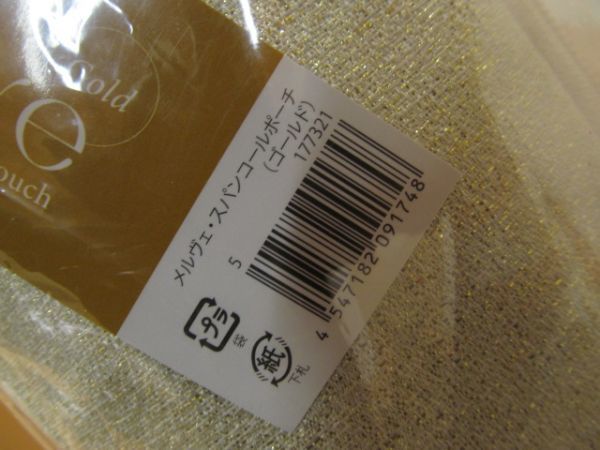 Gold
e
ouch
メルヴェ・スパンコールポーチ
(ゴールド)
177321
5
4 547182 091748
プラ
袋
紙
下札